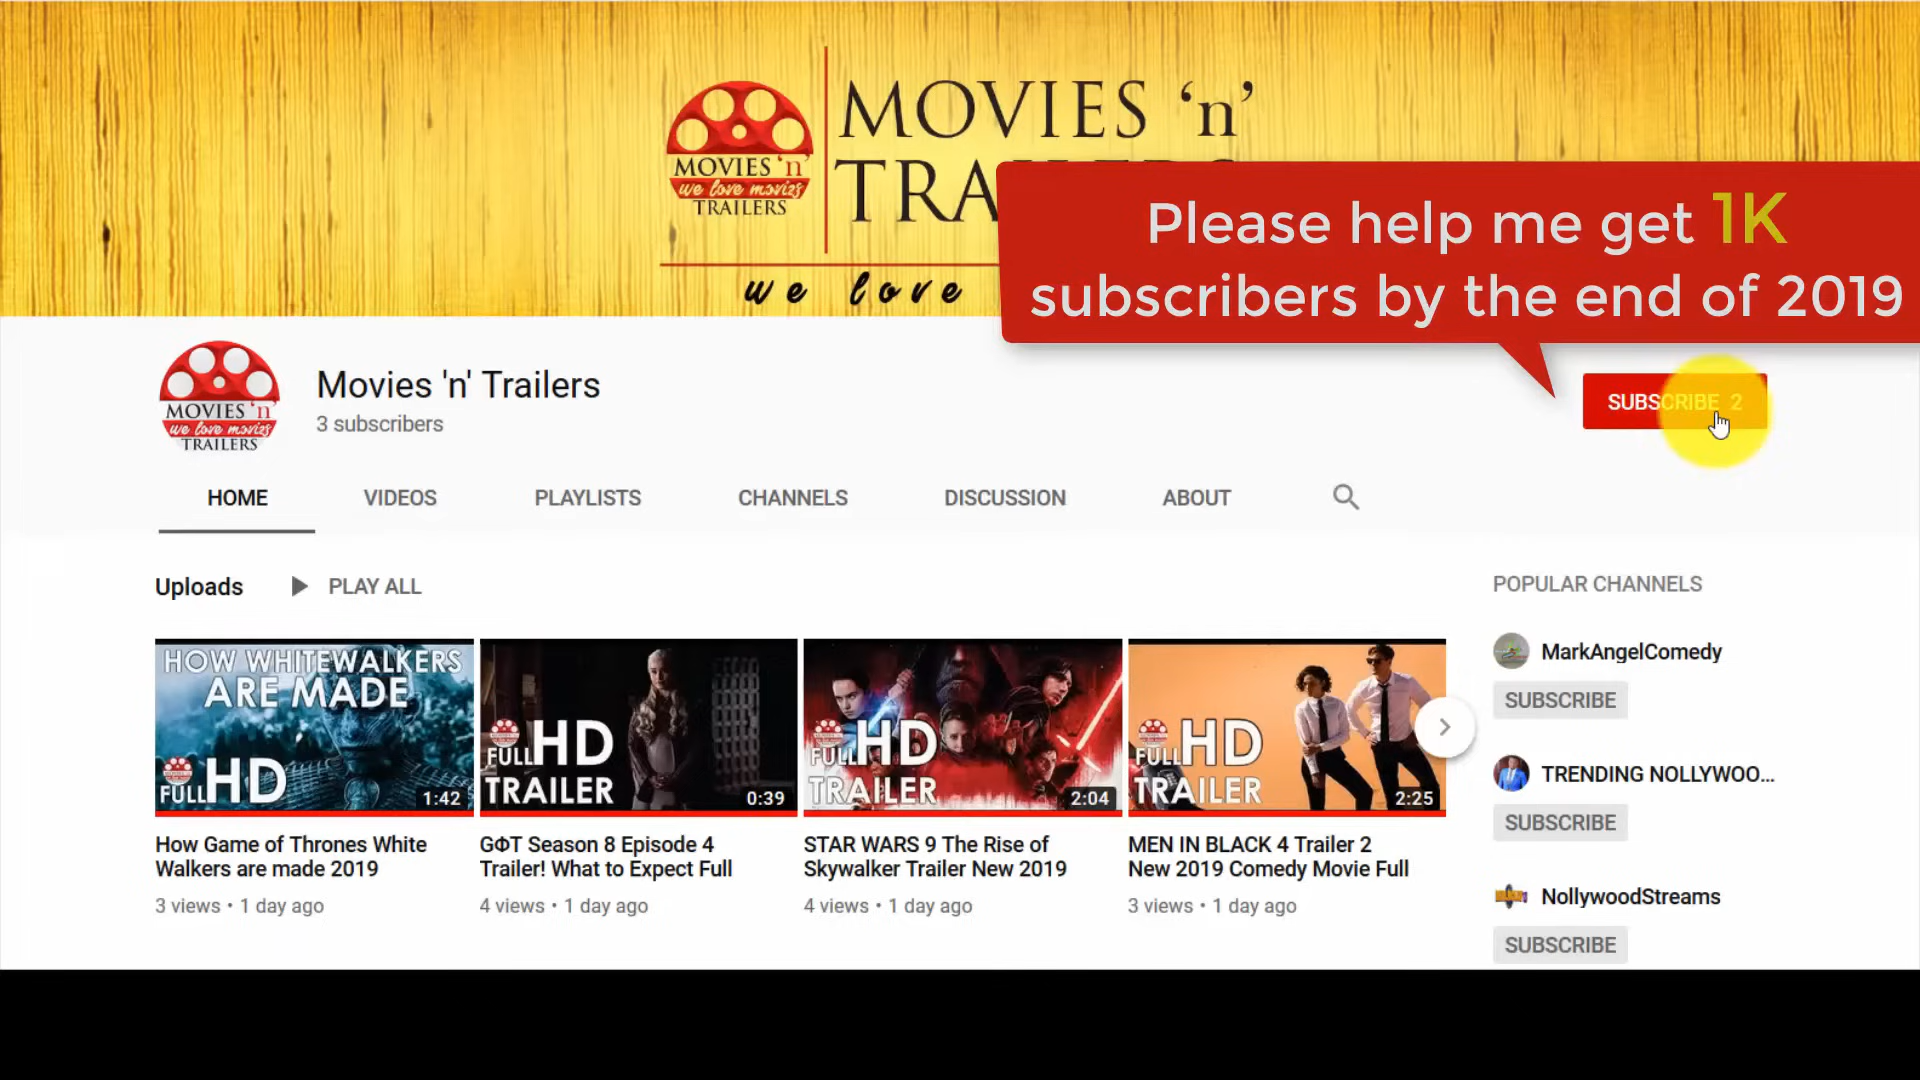 MOVIES 'n'
we love movies
TRAILERS
MOVIES ‘n’
we love
Please help me get 1K
subscribers by the end of 2019
MOVIES 'n'
we love movies
TRAILERS
Movies 'n' Trailers
3 subscribers
SUBSCRIBE 2
HOME VIDEOS PLAYLISTS CHANNELS DISCUSSION ABOUT
Uploads PLAY ALL
HOW WHITEWALKERS
ARE MADE
FULL HD
1:42
FULL HD
TRAILER
0:39
FULL HD
TRAILER
2:04
FULL HD
TRAILER
2:25
How Game of Thrones White
Walkers are made 2019
3 views • 1 day ago
GФT Season 8 Episode 4
Trailer! What to Expect Full
4 views • 1 day ago
STAR WARS 9 The Rise of
Skywalker Trailer New 2019
4 views • 1 day ago
MEN IN BLACK 4 Trailer 2
New 2019 Comedy Movie Full
3 views • 1 day ago
POPULAR CHANNELS
MarkAngelComedy
SUBSCRIBE
TRENDING NOLLYWOO...
SUBSCRIBE
NollywoodStreams
SUBSCRIBE